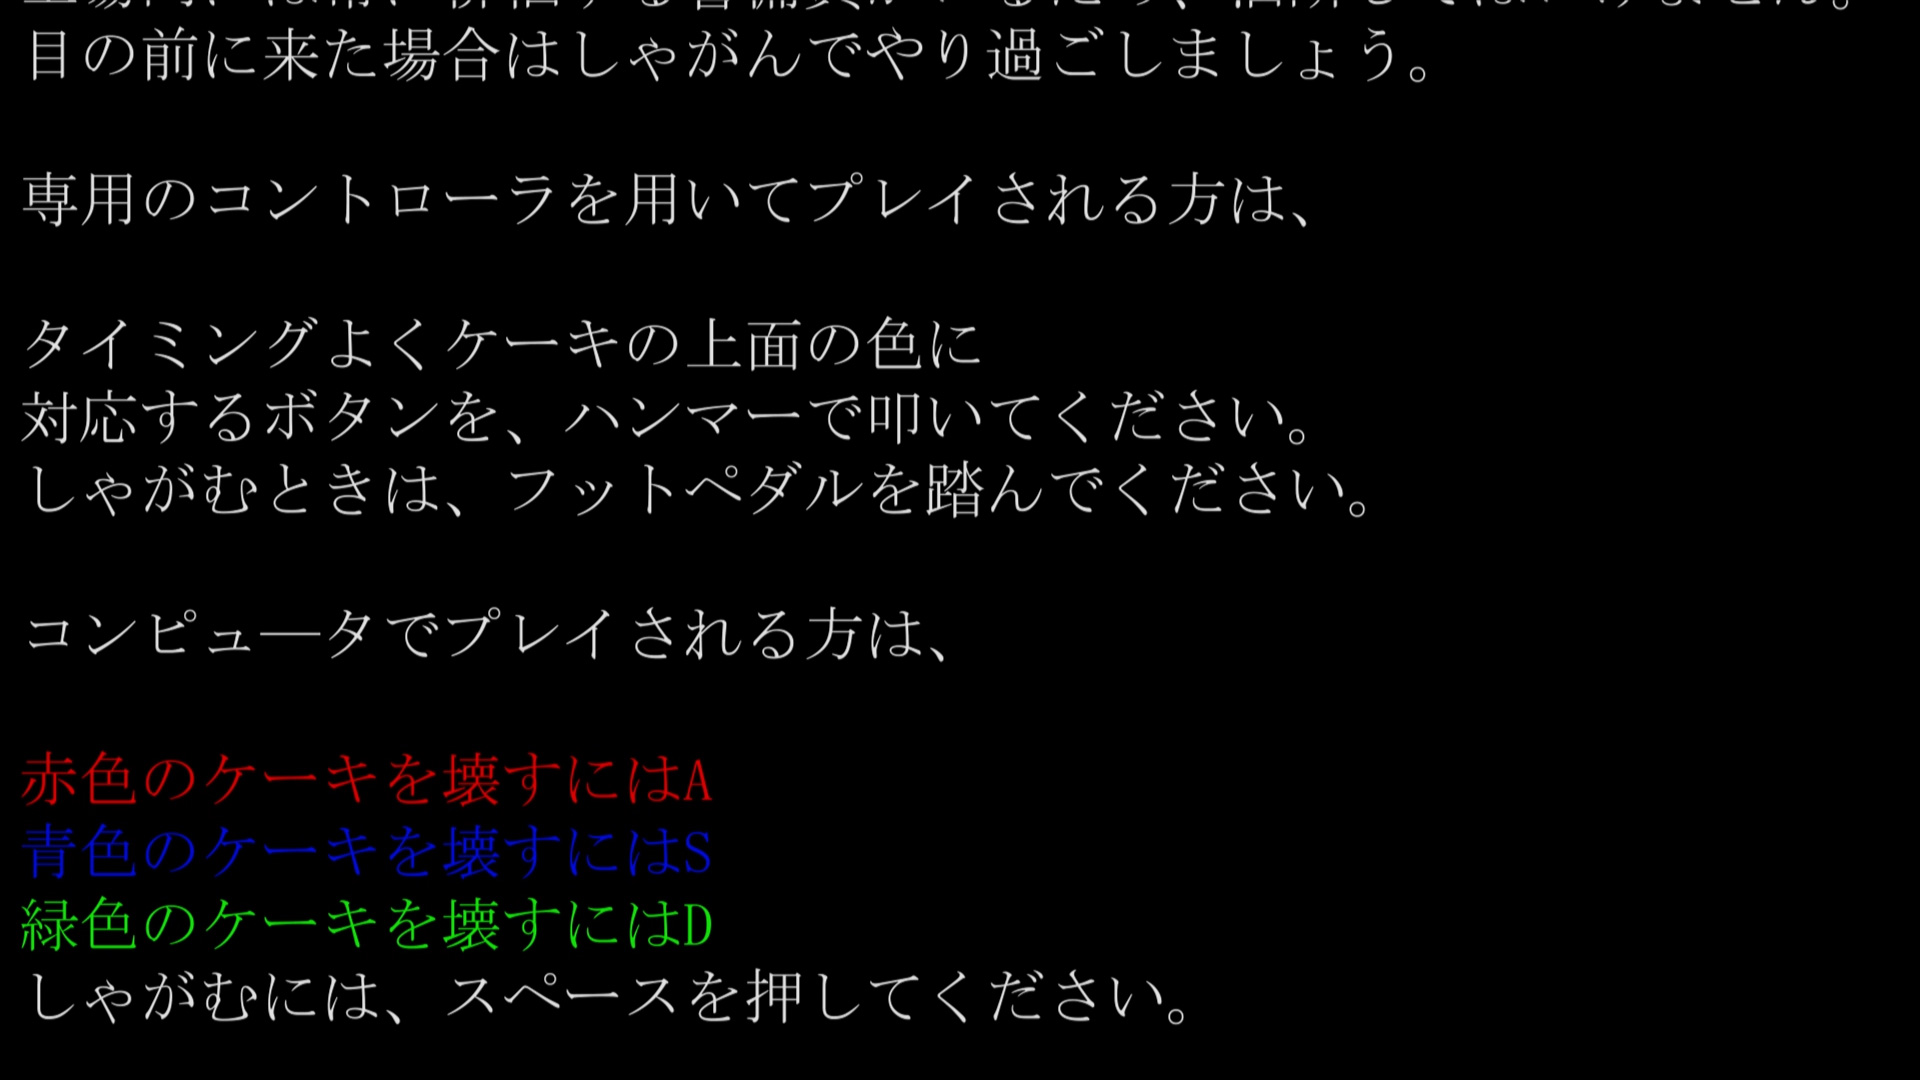 目の前に来た場合はしゃがんでやり過ごしましょう。
専用のコントローラを用いてプレイされる方は、
タイミングよくケーキの上面の色に
対応するボタンを、ハンマーで叩いてください。
しゃがむときは、フットペダルを踏んでください。
コンピュ―タでプレイされる方は、
赤色のケーキを壊すにはA
青色のケーキを壊すにはS
緑色のケーキを壊すにはD
しゃがむには、スペースを押してください。